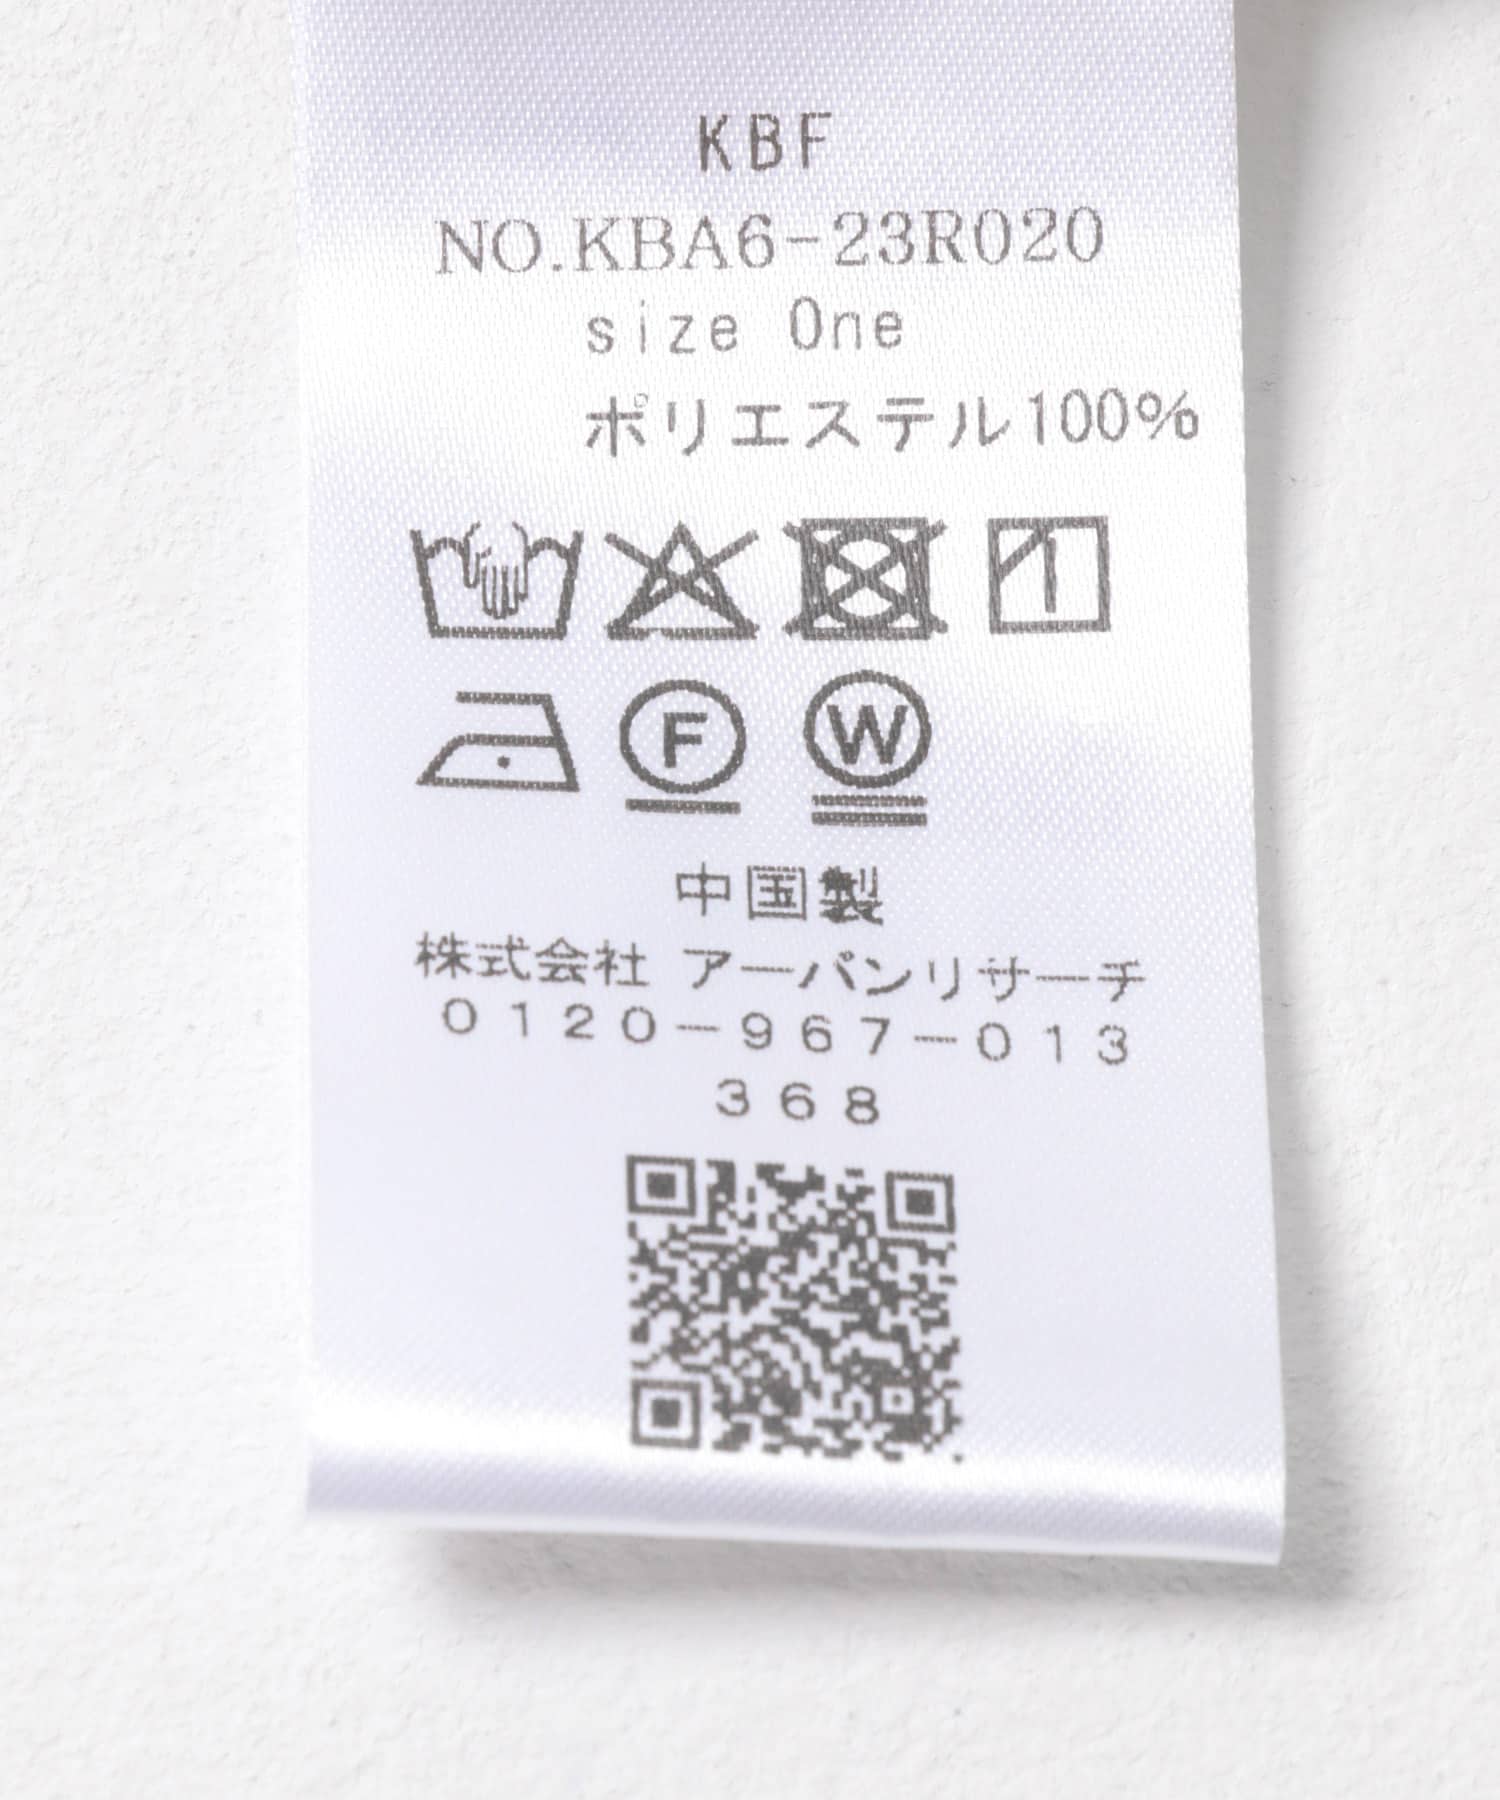 KBF
NO.KBA6-23R020
size One
ポリエステル100%
F W
中国製
株式会社 アーバンリサーチ
0120-967-013
368